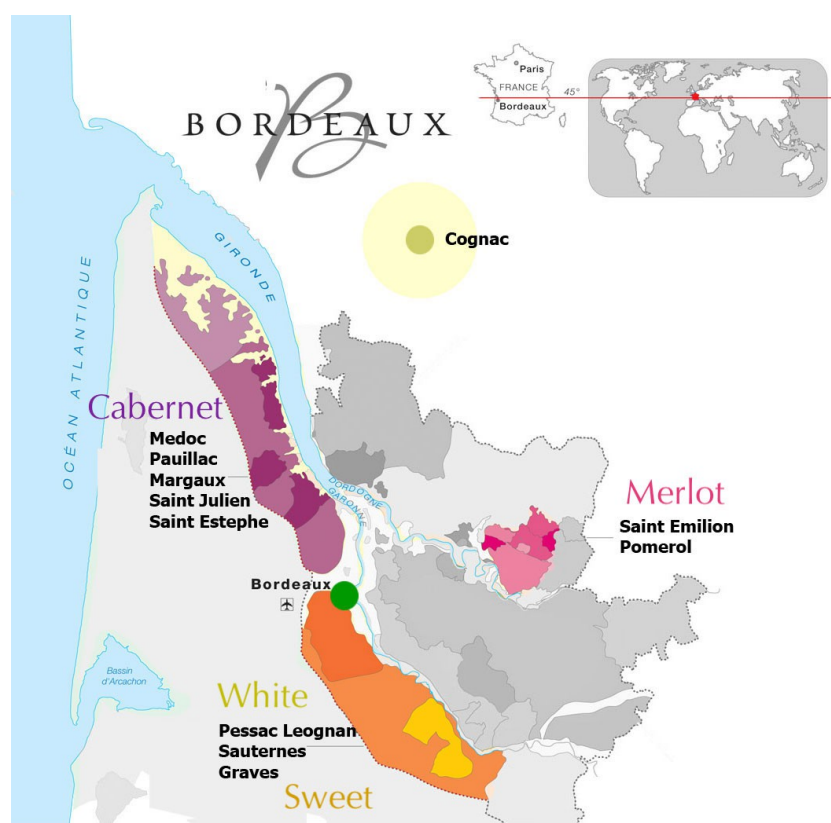 BORDEAUX
B
Paris
FRANCE
45°
Bordeaux
Cognac
GIRONDE
OCÉAN ATLANTIQUE
Cabernet
Medoc
Pauillac
Margaux
Saint Julien
Saint Estephe
DORDOGNE
GARONNE
Merlot
Saint Emilion
Pomerol
Bordeaux
Bassin
d'Arcachon
White
Pessac Leognan
Sauternes
Graves
Sweet